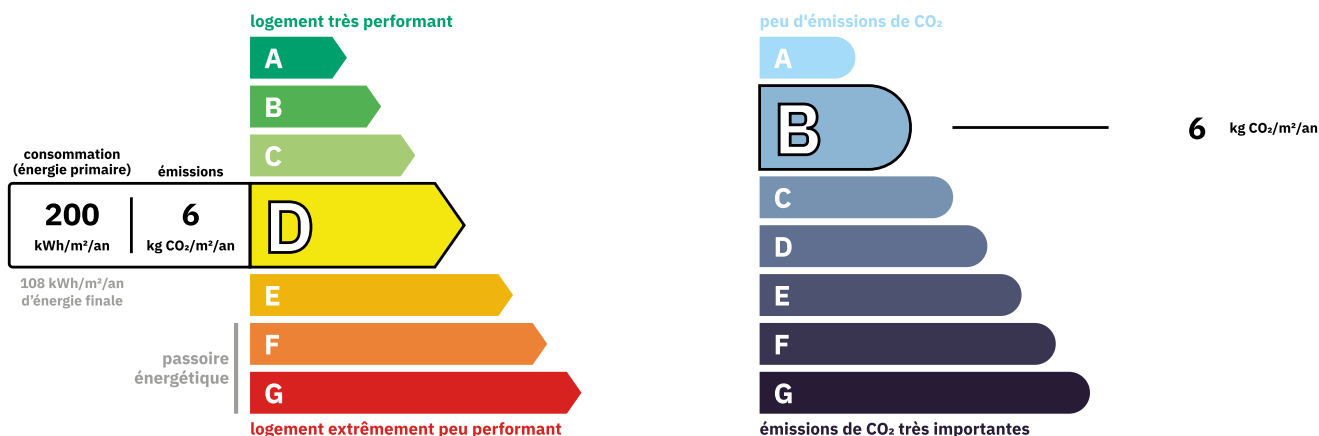 logement très performant
A
B
C
consommation
(énergie primaire)
émissions
200
kWh/m²/an
6
kg CO₂/m²/an
D
108 kWh/m²/an
d'énergie finale
E
passoire
énergétique
F
G
logement extrêmement peu performant
peu d'émissions de CO₂
A
B
6 kg CO₂/m²/an
C
D
E
F
G
émissions de CO₂ très importantes